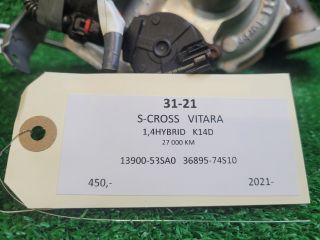 31-21
S-CROSS VITARA
1,4HYBRID K14D
27 000 KM
13900-53SA0 36895-74S10
450,- 2021-